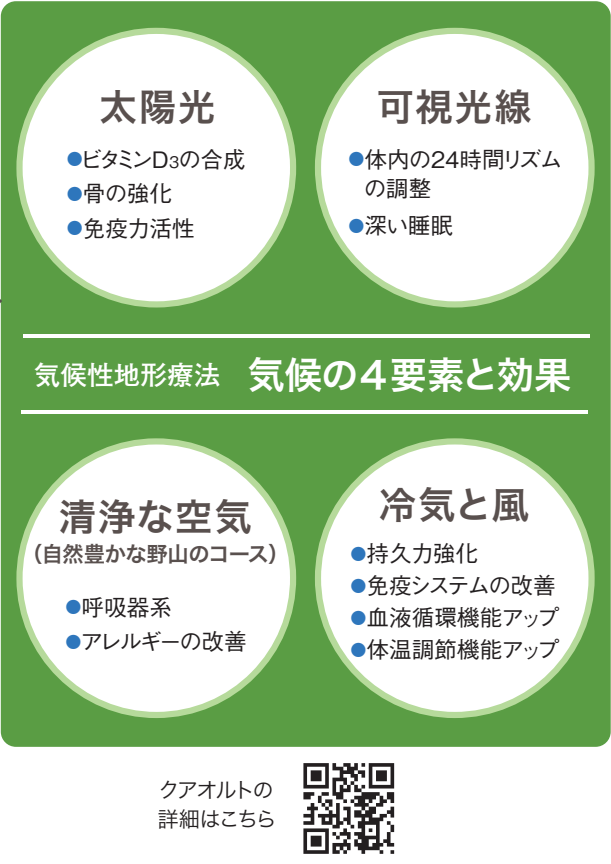 太陽光
●ビタミンD3の合成
●骨の強化
●免疫力活性
可視光線
●体内の24時間リズム
の調整
●深い睡眠
気候性地形療法 気候の4要素と効果
清浄な空気
(自然豊かな野山のコース)
●呼吸器系
●アレルギーの改善
冷気と風
●持久力強化
●免疫システムの改善
●血液循環機能アップ
●体温調節機能アップ
クアオルトの
詳細はこちら